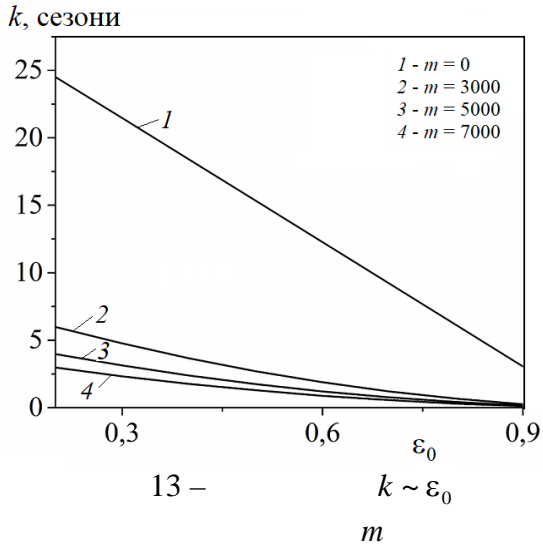 k, сезони
1 - m = 0
2 - m = 3000
3 - m = 5000
4 - m = 7000
25
20
15
10
5
0
1
2
3
4
0,3
0,6
0,9
ε₀
13 –
k ~ ε₀
m